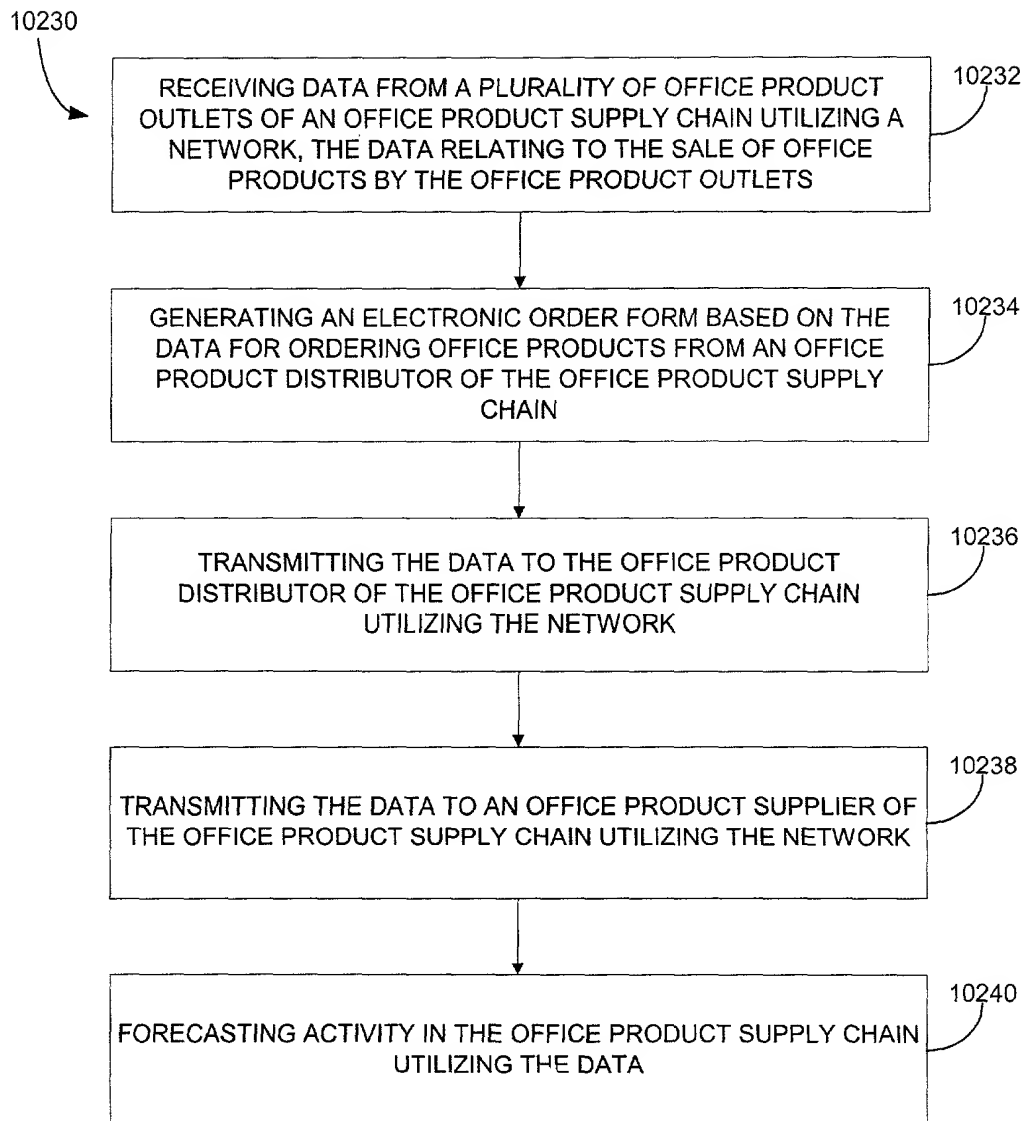 10230
RECEIVING DATA FROM A PLURALITY OF OFFICE PRODUCT
OUTLETS OF AN OFFICE PRODUCT SUPPLY CHAIN UTILIZING A
NETWORK, THE DATA RELATING TO THE SALE OF OFFICE
PRODUCTS BY THE OFFICE PRODUCT OUTLETS
10232
GENERATING AN ELECTRONIC ORDER FORM BASED ON THE
DATA FOR ORDERING OFFICE PRODUCTS FROM AN OFFICE
PRODUCT DISTRIBUTOR OF THE OFFICE PRODUCT SUPPLY
CHAIN
10234
TRANSMITTING THE DATA TO THE OFFICE PRODUCT
DISTRIBUTOR OF THE OFFICE PRODUCT SUPPLY CHAIN
UTILIZING THE NETWORK
10236
TRANSMITTING THE DATA TO AN OFFICE PRODUCT SUPPLIER OF
THE OFFICE PRODUCT SUPPLY CHAIN UTILIZING THE NETWORK
10238
FORECASTING ACTIVITY IN THE OFFICE PRODUCT SUPPLY CHAIN
UTILIZING THE DATA
10240